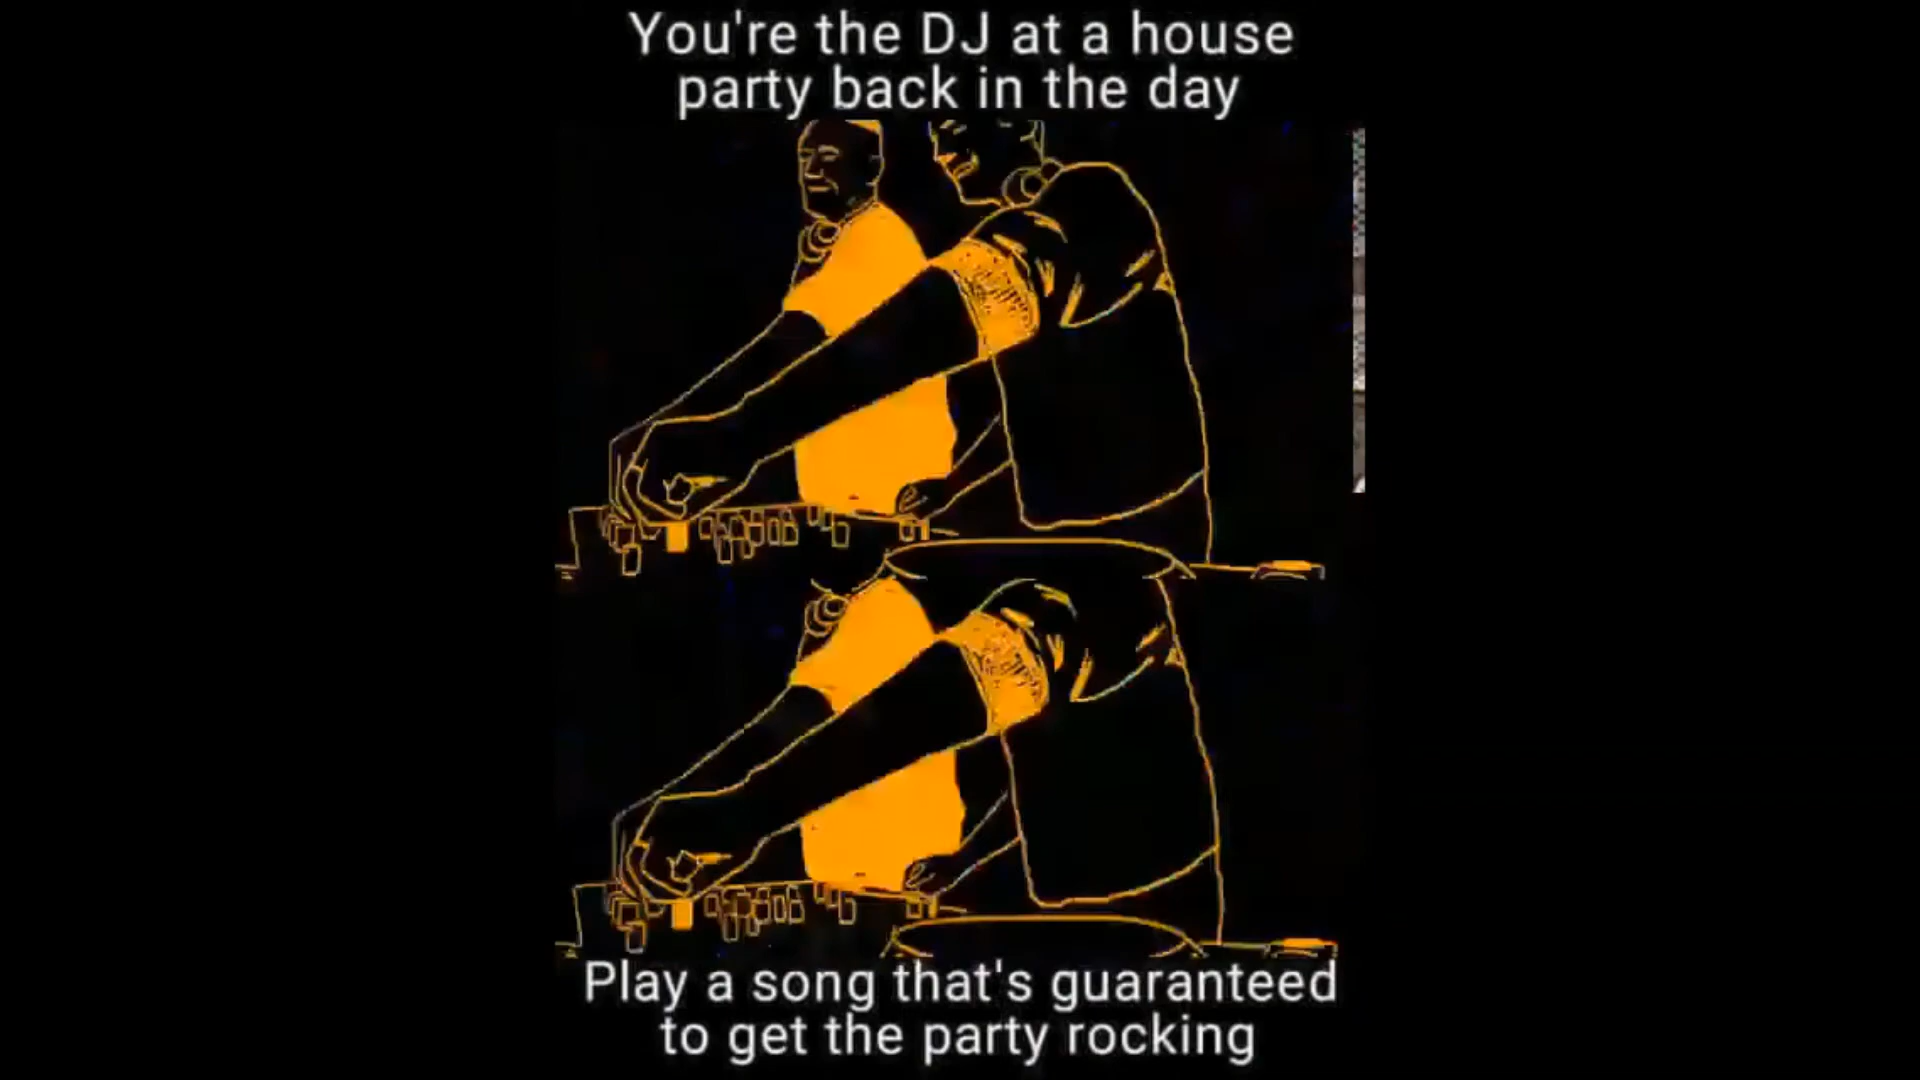 You're the DJ at a house
party back in the day
Play a song that's guaranteed
to get the party rocking